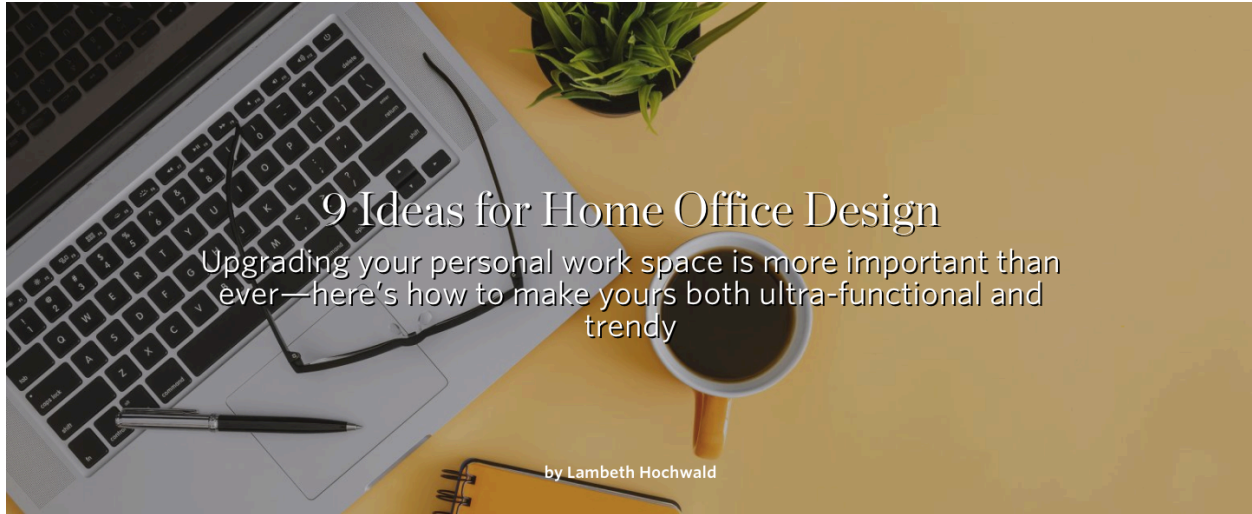 9 Ideas for Home Office Design
Upgrading your personal work space is more important than
ever—here's how to make yours both ultra-functional and
trendy
by Lambeth Hochwald